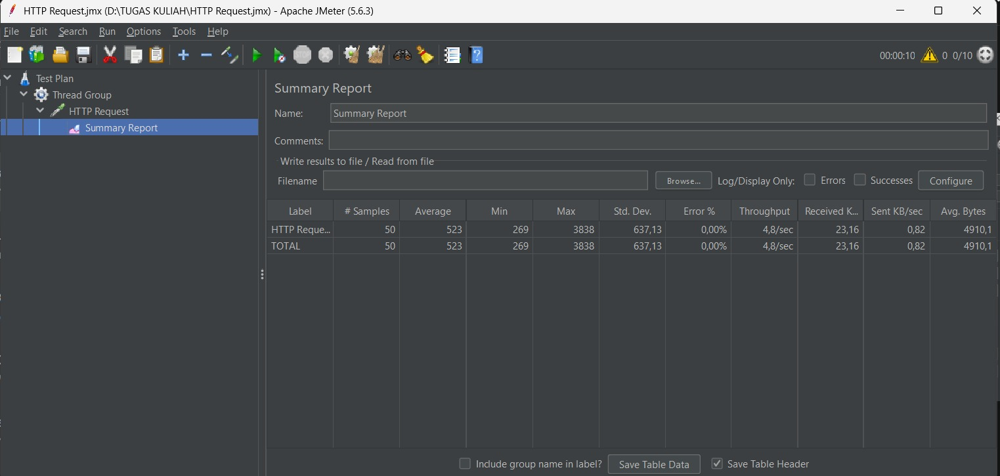 HTTP Request.jmx (D:\TUGAS KULIAH\HTTP Request.jmx) - Apache JMeter (5.6.3)
File Edit Search Run Options Tools Help
STOP 00:00:10 0 0/10
Test Plan
Thread Group
HTTP Request
Summary Report
Summary Report
Name: Summary Report
Comments:
Write results to file / Read from file
Filename Browse... Log/Display Only: Errors Successes Configure
Label # Samples Average Min Max Std. Dev. Error % Throughput Received K... Sent KB/sec Avg. Bytes
HTTP Reque... 50 523 269 3838 637,13 0,00% 4,8/sec 23,16 0,82 4910,1
TOTAL 50 523 269 3838 637,13 0,00% 4,8/sec 23,16 0,82 4910,1
Include group name in label? Save Table Data Save Table Header